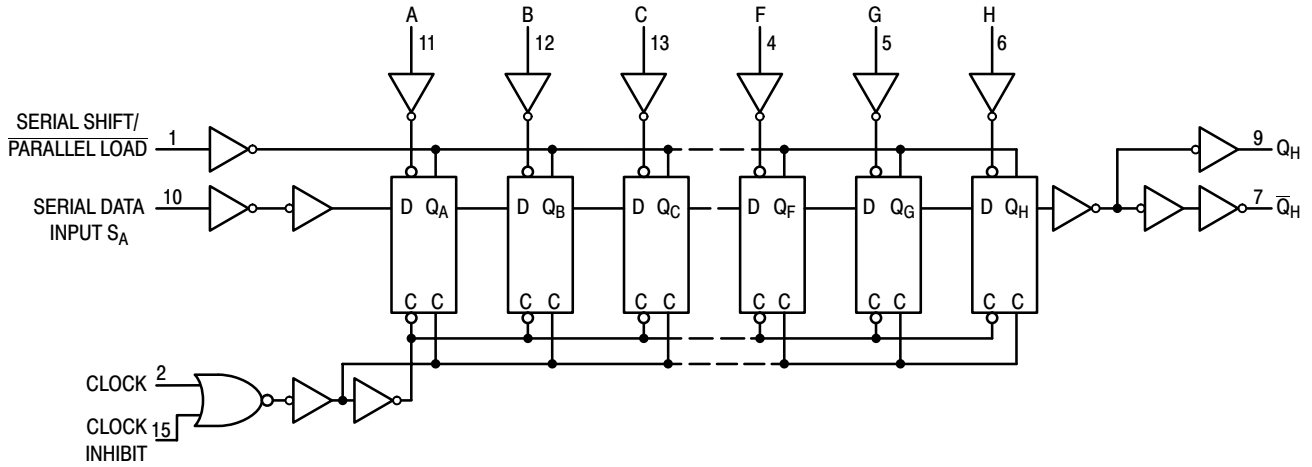 A B C F G H
11 12 13 4 5 6
SERIAL SHIFT/
PARALLEL LOAD
1
9 QH
10
SERIAL DATA
INPUT SA
D QA D QB D QC D QF D QG D QH
7 QH
C C C C C C C C C C C C
CLOCK 2
CLOCK
INHIBIT
15